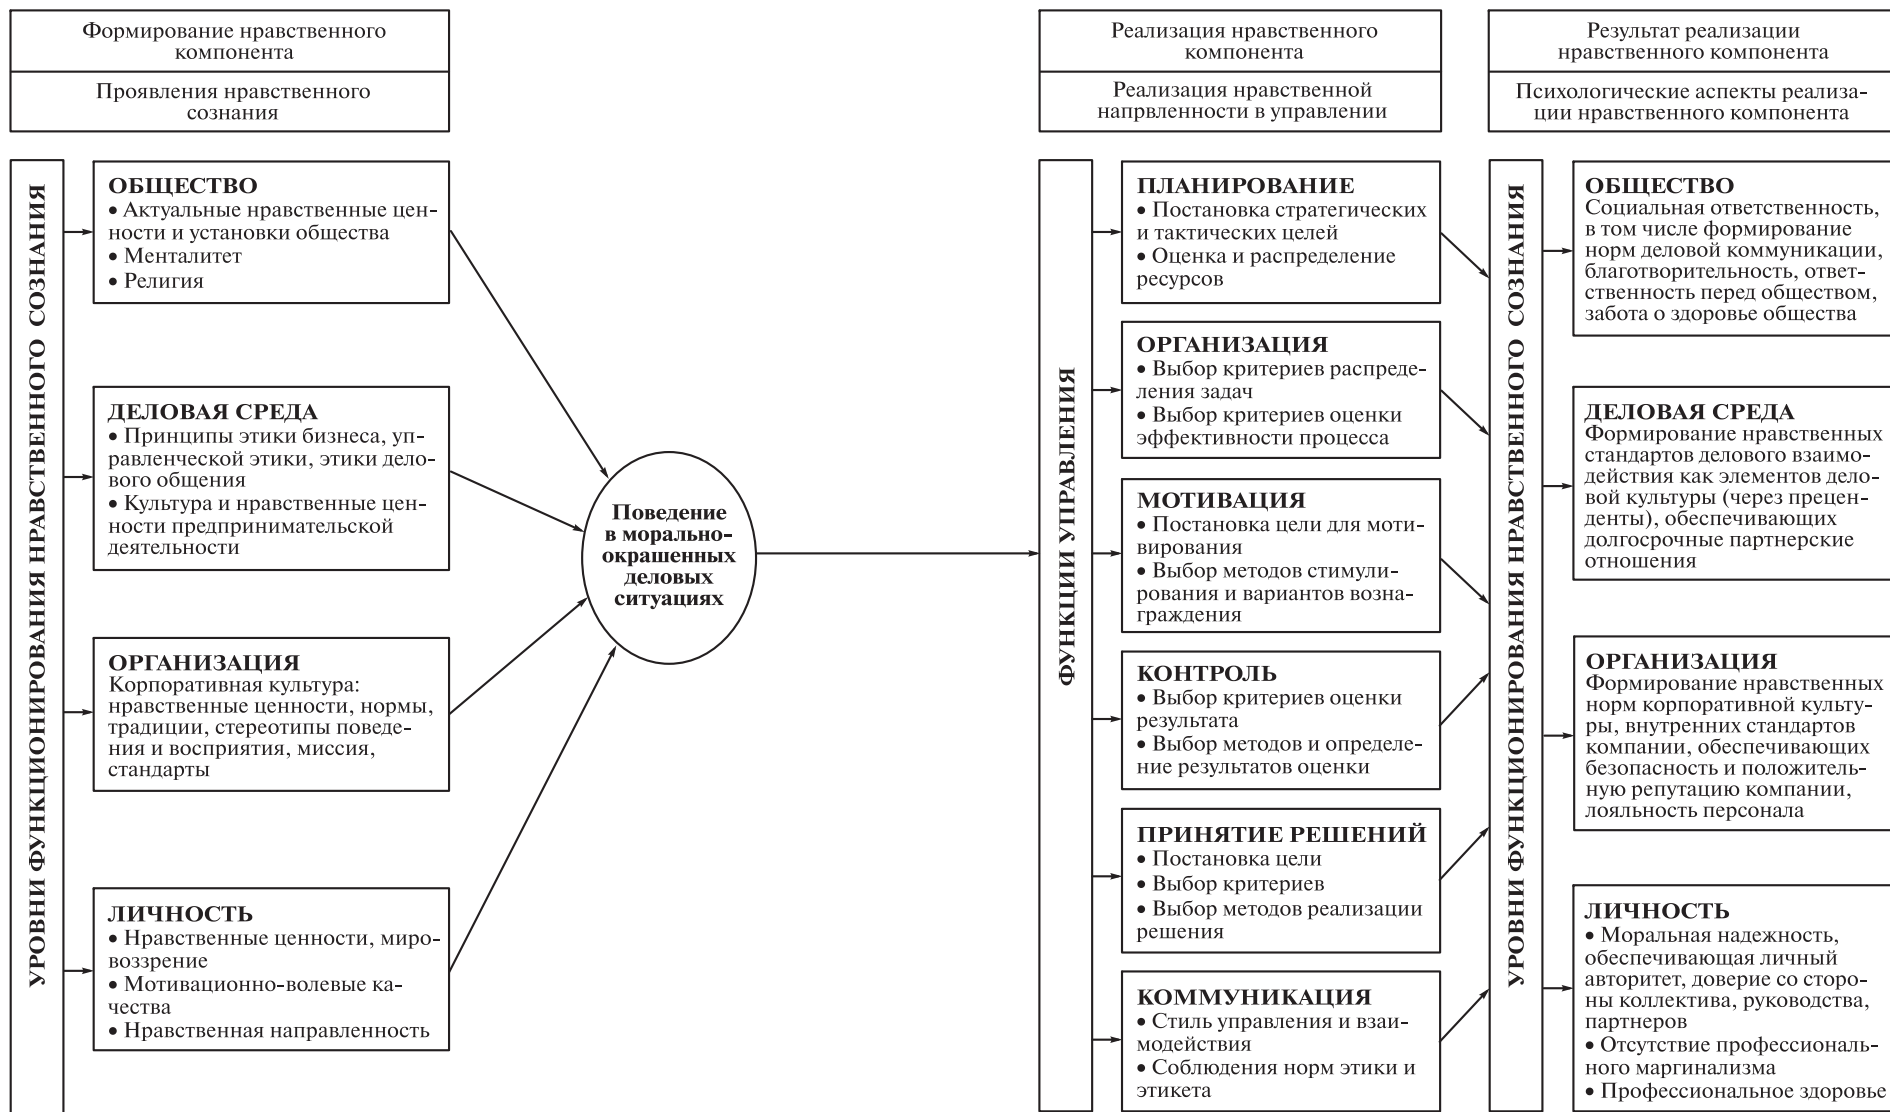 Формирование нравственного
компонента
Проявления нравственного
сознания
УРОВНИ ФУНКЦИОНИРОВАНИЯ НРАВСТВЕННОГО СОЗНАНИЯ
ОБЩЕСТВО
• Актуальные нравственные цен-
ности и установки общества
• Менталитет
• Религия
ДЕЛОВАЯ СРЕДА
• Принципы этики бизнеса, уп-
равленческой этики, этики дело-
вого общения
• Культура и нравственные цен-
ности предпринимательской
деятельности
ОРГАНИЗАЦИЯ
Корпоративная культура:
нравственные ценности, нормы,
традиции, стереотипы поведе-
ния и восприятия, миссия,
стандарты
ЛИЧНОСТЬ
• Нравственные ценности, миро-
воззрение
• Мотивационно-волевые ка-
чества
• Нравственная направленность
Поведение
в морально-
окрашенных
деловых
ситуациях
Реализация нравственного
компонента
Реализация нравственной
напрвленности в управлении
ФУНКЦИИ УПРАВЛЕНИЯ
ПЛАНИРОВАНИЕ
• Постановка стратегических
и тактических целей
• Оценка и распределение
ресурсов
ОРГАНИЗАЦИЯ
• Выбор критериев распреде-
ления задач
• Выбор критериев оценки
эффективности процесса
МОТИВАЦИЯ
• Постановка цели для моти-
вирования
• Выбор методов стимули-
рования и вариантов возна-
граждения
КОНТРОЛЬ
• Выбор критериев оценки
результата
• Выбор методов и определе-
ние результатов оценки
ПРИНЯТИЕ РЕШЕНИЙ
• Постановка цели
• Выбор критериев
• Выбор методов реализации
решения
КОММУНИКАЦИЯ
• Стиль управления и взаи-
модействия
• Соблюдения норм этики и
этикета
Результат реализации
нравственного компонента
Психологические аспекты реализа-
ции нравственного компонента
УРОВНИ ФУНКЦИОНИРОВАНИЯ НРАВСТВЕННОГО СОЗНАНИЯ
ОБЩЕСТВО
Социальная ответственность,
в том числе формирование
норм деловой коммуникации,
благотворительность, ответ-
ственность перед обществом,
забота о здоровье общества
ДЕЛОВАЯ СРЕДА
Формирование нравственных
стандартов делового взаимо-
действия как элементов дело-
вой культуры (через прецен-
денты), обеспечивающих
долгосрочные партнерские
отношения
ОРГАНИЗАЦИЯ
Формирование нравственных
норм корпоративной культу-
ры, внутренних стандартов
компании, обеспечивающих
безопасность и положитель-
ную репутацию компании,
лояльность персонала
ЛИЧНОСТЬ
• Моральная надежность,
обеспечивающая личный
авторитет, доверие со сторо-
ны коллектива, руководства,
партнеров
• Отсутствие профессиональ-
ного маргинализма
• Профессиональное здоровье